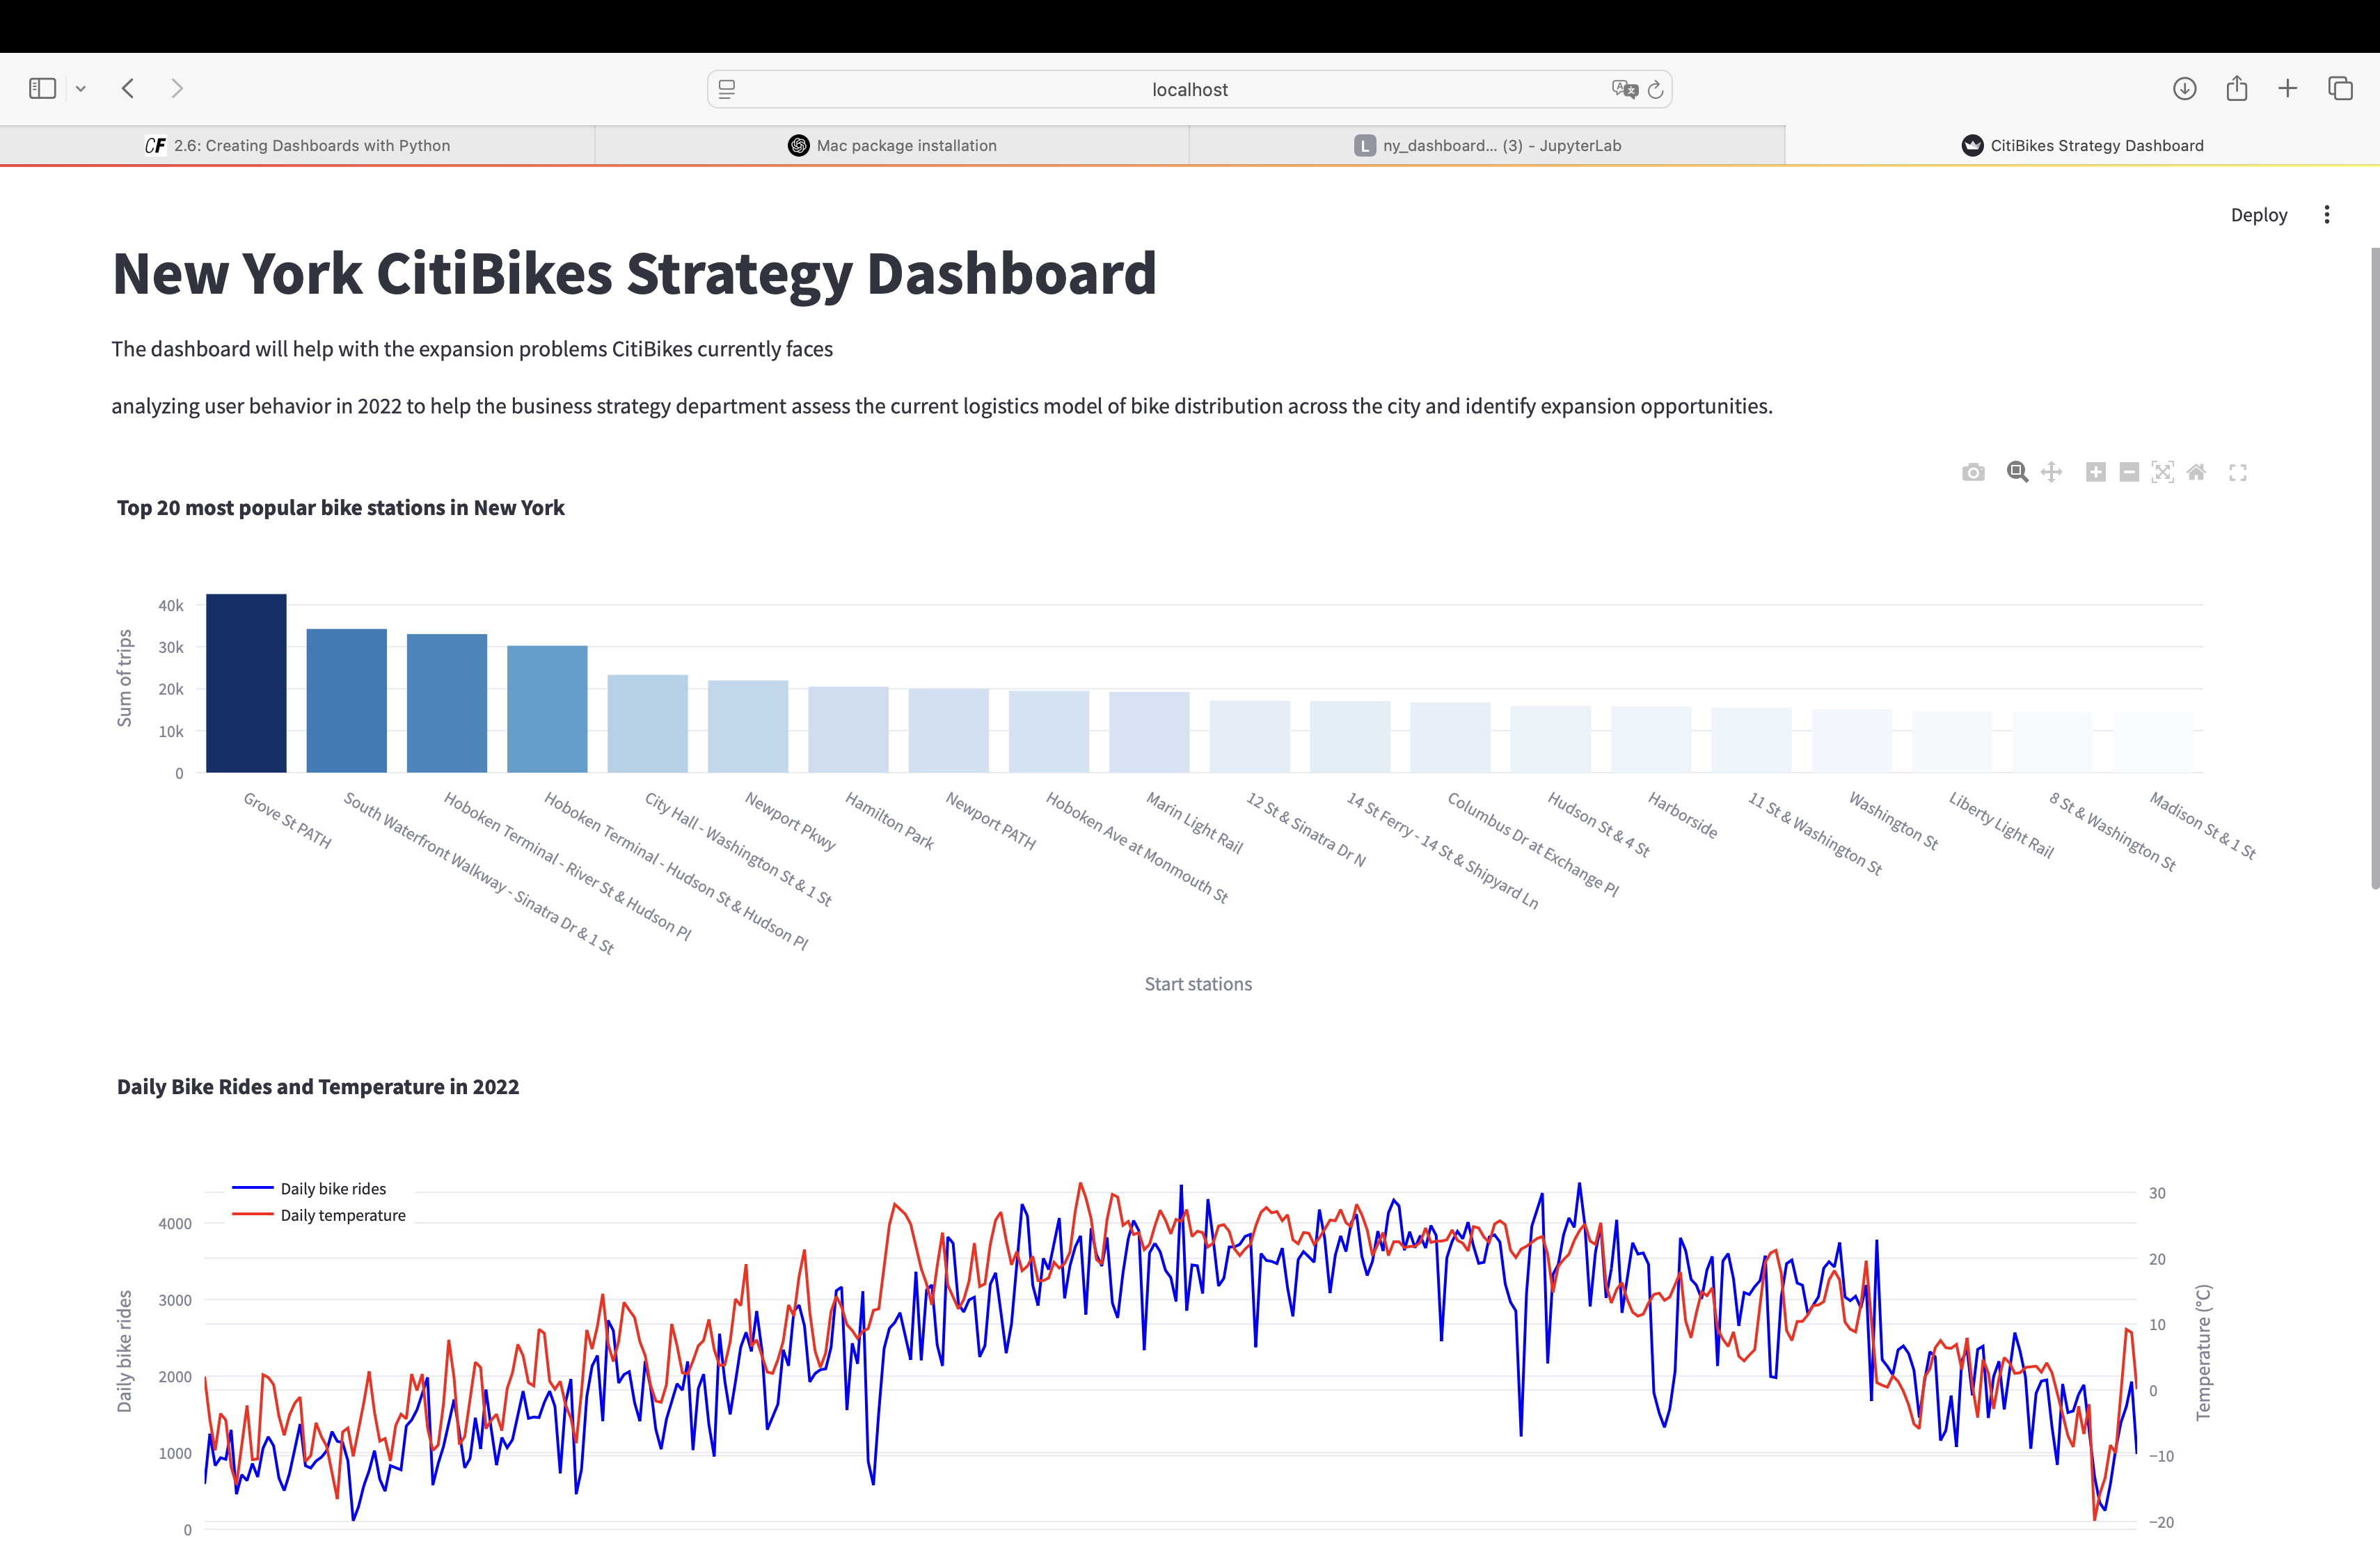 localhost
CF 2.6: Creating Dashboards with Python
Mac package installation
L ny_dashboard... (3) - JupyterLab
CitiBikes Strategy Dashboard
Deploy
New York CitiBikes Strategy Dashboard
The dashboard will help with the expansion problems CitiBikes currently faces
analyzing user behavior in 2022 to help the business strategy department assess the current logistics model of bike distribution across the city and identify expansion opportunities.
Top 20 most popular bike stations in New York
Sum of trips
40k
30k
20k
10k
0
Grove St PATH
South Waterfront Walkway - Sinatra Dr & 1 St
Hoboken Terminal - River St & Hudson Pl
Hoboken Terminal - Hudson St & Hudson Pl
City Hall - Washington St & 1 St
Newport Pkwy
Hamilton Park
Newport PATH
Hoboken Ave at Monmouth St
Marin Light Rail
12 St & Sinatra Dr N
14 St Ferry - 14 St & Shipyard Ln
Columbus Dr at Exchange Pl
Hudson St & 4 St
Harborside
11 St & Washington St
Washington St
Liberty Light Rail
8 St & Washington St
Madison St & 1 St
Start stations
Daily Bike Rides and Temperature in 2022
Daily bike rides
Daily temperature
Daily bike rides
4000
3000
2000
1000
0
30
20
10
0
−10
−20
Temperature (°C)